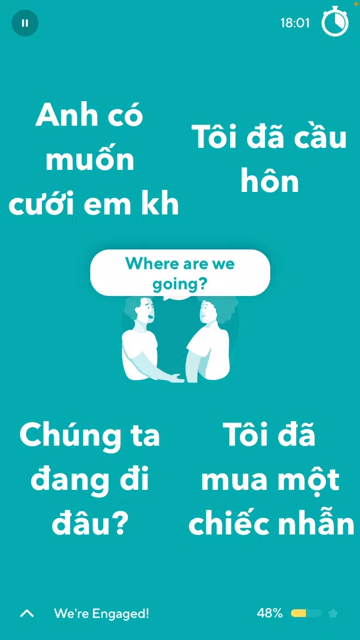 18:01
Anh có
muốn
cưới em kh
Tôi đã cầu
hôn
Where are we
going?
Chúng ta
đang đi
đâu?
Tôi đã
mua một
chiếc nhẫn
We're Engaged!
48%